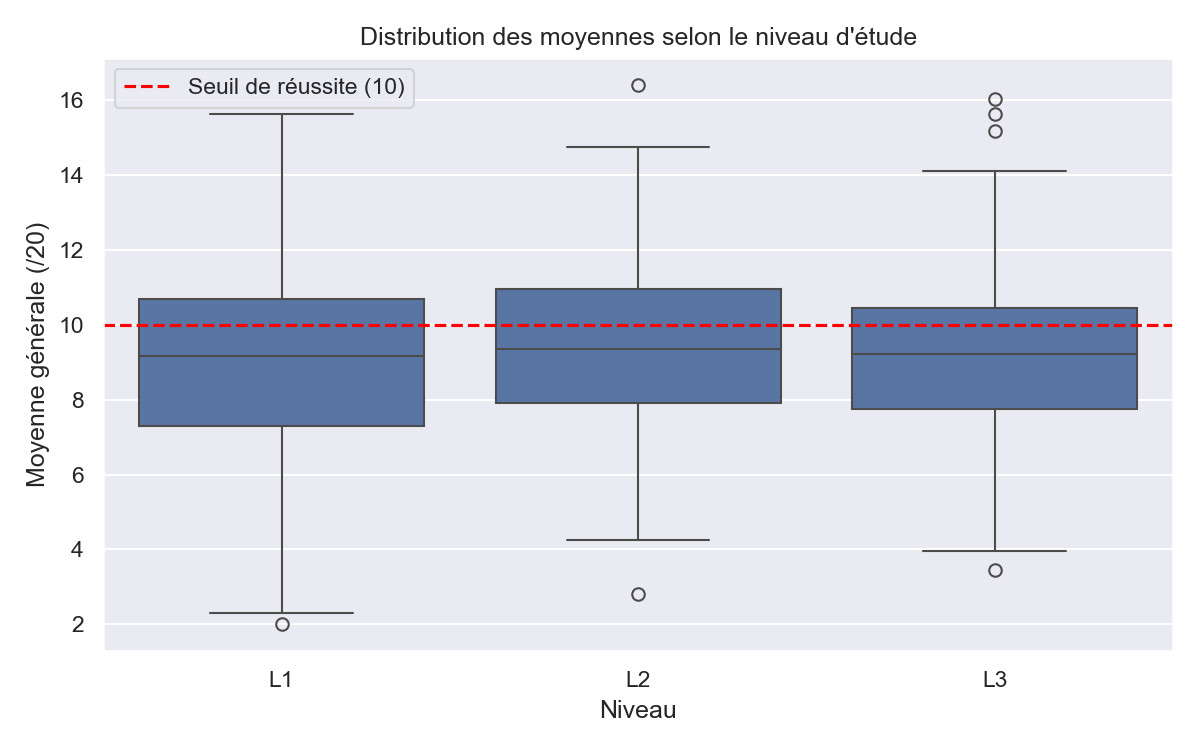 Distribution des moyennes selon le niveau d'étude
Seuil de réussite (10)
Moyenne générale (/20)
16
14
12
10
8
6
4
2
L1
L2
L3
Niveau